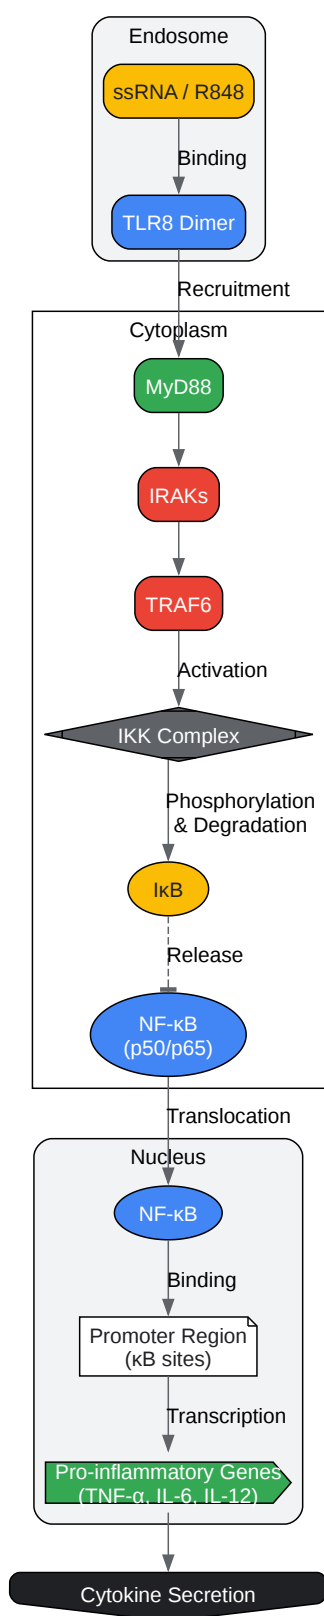 Endosome
ssRNA / R848
Binding
TLR8 Dimer
Recruitment
Cytoplasm
MyD88
IRAKs
TRAF6
Activation
IKK Complex
Phosphorylation
& Degradation
IκB
Release
NF-κB
(p50/p65)
Translocation
Nucleus
NF-κB
Binding
Promoter Region
(κB sites)
Transcription
Pro-inflammatory Genes
(TNF-α, IL-6, IL-12)
Cytokine Secretion